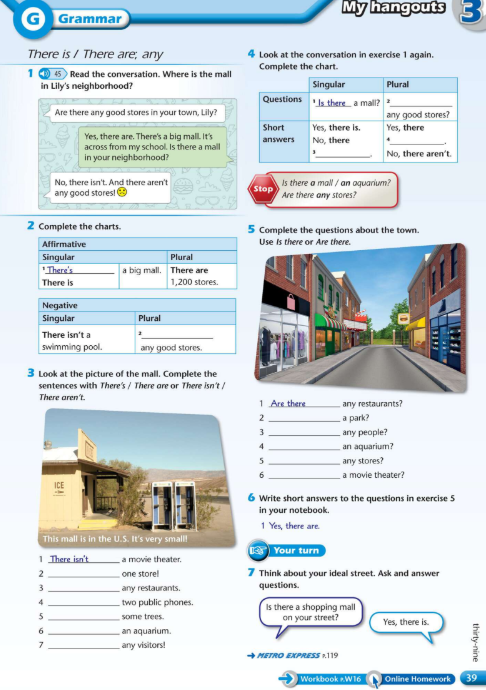 G Grammar
My hangouts 3
There is / There are; any
1 45 Read the conversation. Where is the mall
in Lily's neighborhood?
Are there any good stores in your town, Lily?
Yes, there are. There's a big mall. It's
across from my school. Is there a mall
in your neighborhood?
No, there isn't. And there aren't
any good stores!
2 Complete the charts.
Affirmative
Singular Plural
1 There's a big mall. There are
There is 1,200 stores.
Negative
Singular Plural
There isn't a 2 ______
swimming pool. any good stores.
3 Look at the picture of the mall. Complete the
sentences with There's / There are or There isn't /
There aren't.
ICE
This mall is in the U.S. It's very small!
1 There isn't a movie theater.
2 ______ one store!
3 ______ any restaurants.
4 ______ two public phones.
5 ______ some trees.
6 ______ an aquarium.
7 ______ any visitors!
4 Look at the conversation in exercise 1 again.
Complete the chart.
Singular Plural
Questions 1 Is there a mall? 2 ______
any good stores?
Short Yes, there is. Yes, there
answers No, there 4 ______.
3 ______. No, there aren't.
Stop
Is there a mall / an aquarium?
Are there any stores?
5 Complete the questions about the town.
Use Is there or Are there.
1 Are there any restaurants?
2 ______ a park?
3 ______ any people?
4 ______ an aquarium?
5 ______ any stores?
6 ______ a movie theater?
6 Write short answers to the questions in exercise 5
in your notebook.
1 Yes, there are.
Your turn
7 Think about your ideal street. Ask and answer
questions.
Is there a shopping mall
on your street?
Yes, there is.
METRO EXPRESS P.119
thirty-nine
Workbook P.W16 Online Homework 39